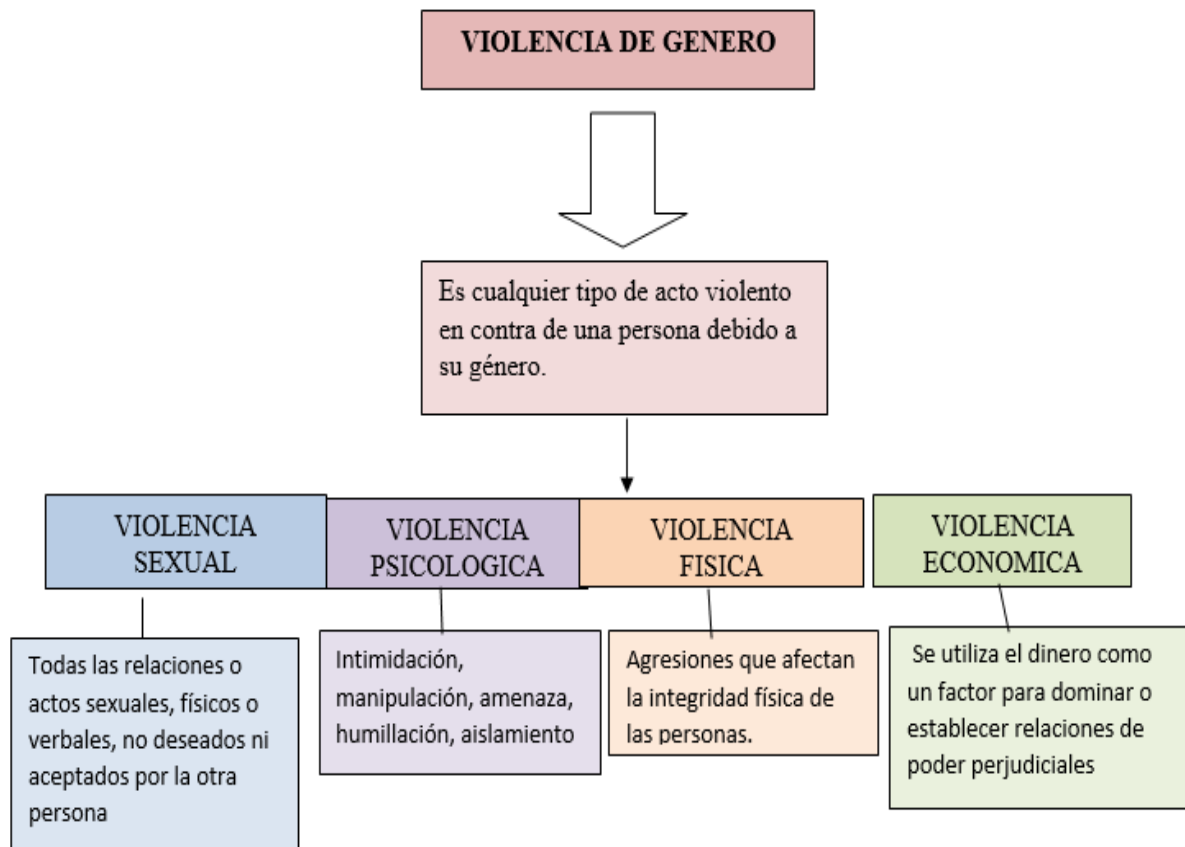 VIOLENCIA DE GENERO
Es cualquier tipo de acto violento
en contra de una persona debido a
su género.
VIOLENCIA
SEXUAL
VIOLENCIA
PSICOLOGICA
VIOLENCIA
FISICA
VIOLENCIA
ECONOMICA
Todas las relaciones o
actos sexuales, físicos o
verbales, no deseados ni
aceptados por la otra
persona
Intimidación,
manipulación, amenaza,
humillación, aislamiento
Agresiones que afectan
la integridad física de
las personas.
Se utiliza el dinero como
un factor para dominar o
establecer relaciones de
poder perjudiciales